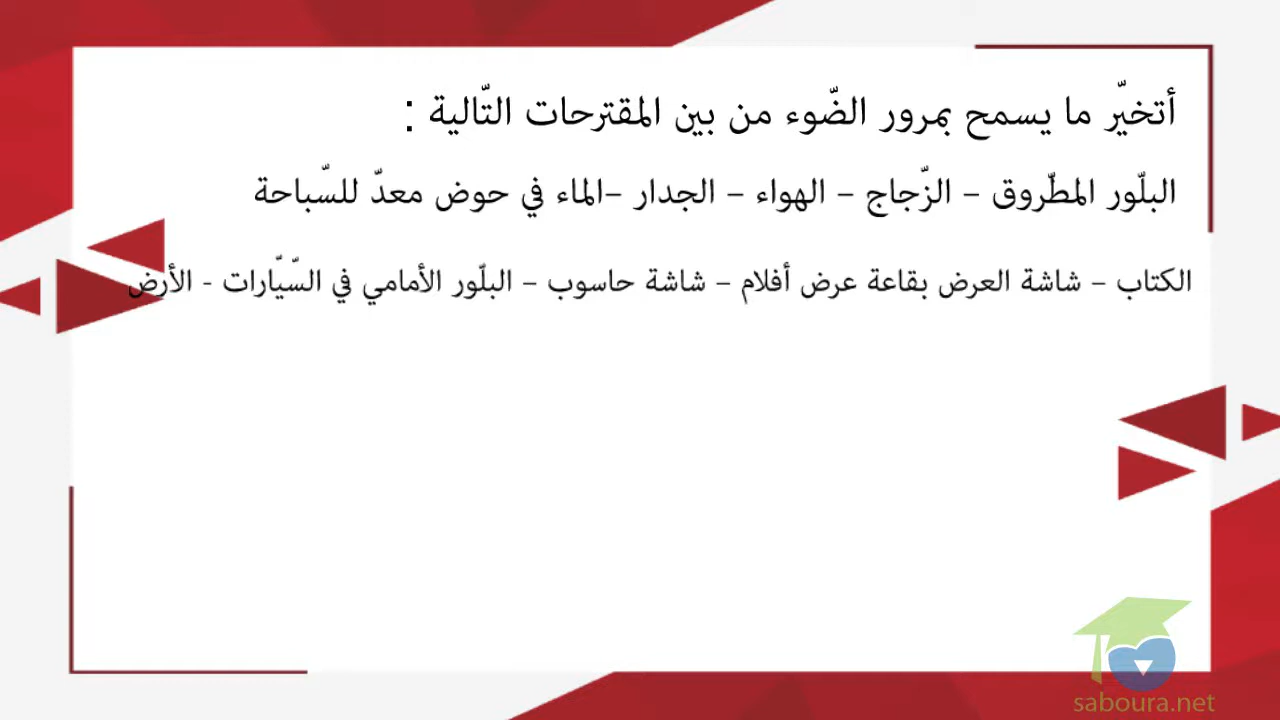 أتخيّر ما يسمح بمرور الضّوء من بين المقترحات التّالية :
البلّور المطّروق – الزّجاج – الهواء – الجدار –الماء في حوض معدّ للسّباحة
الكتاب – شاشة العرض بقاعة عرض أفلام – شاشة حاسوب – البلّور الأمامي في السّيّارات - الأرض
saboura.net